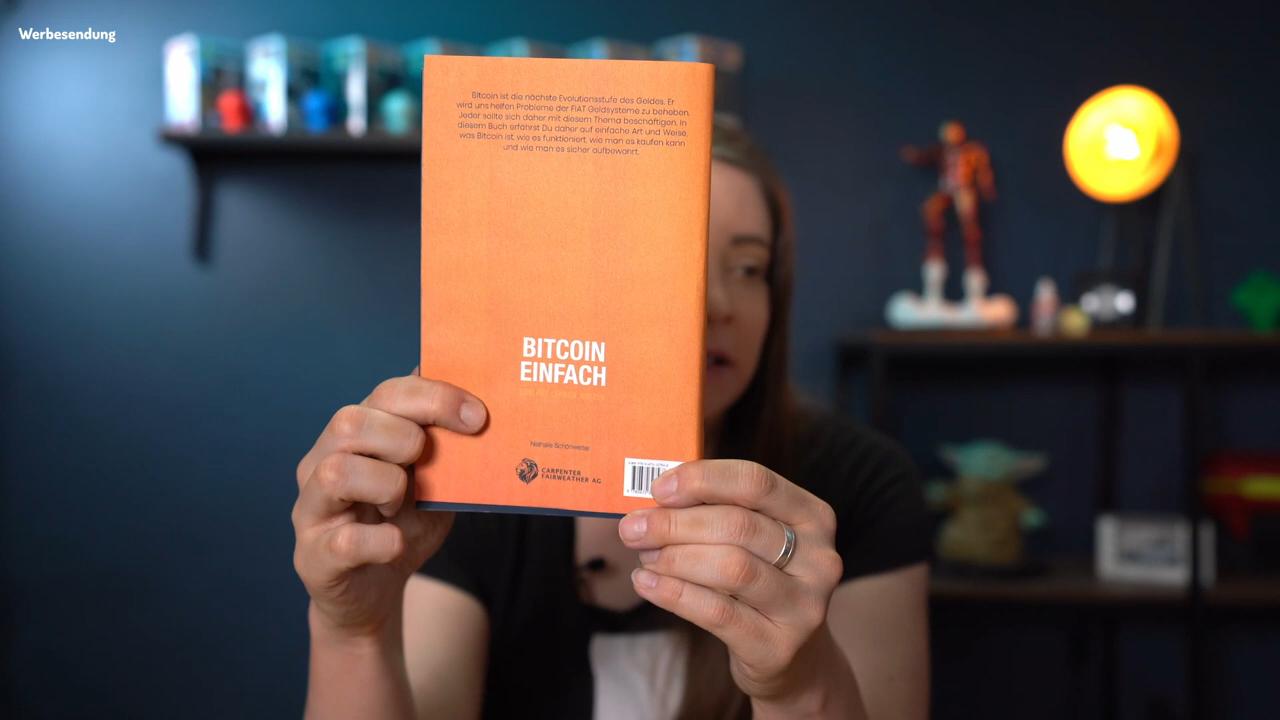 Werbesendung
Bitcoin ist die nächste Evolutionsstufe des Geldes. Er
wird uns helfen Probleme der FIAT Geldsysteme zu beheben.
Jeder sollte sich daher mit diesem Thema beschäftigen. In
diesem Buch erfährst Du daher auf einfache Art und Weise,
was Bitcoin ist, wie es funktioniert, wie man es kaufen kann
und wie man es sicher aufbewahrt.
BITCOIN
EINFACH
Nathalie
CARPENTER
FAIRWEATHER AG